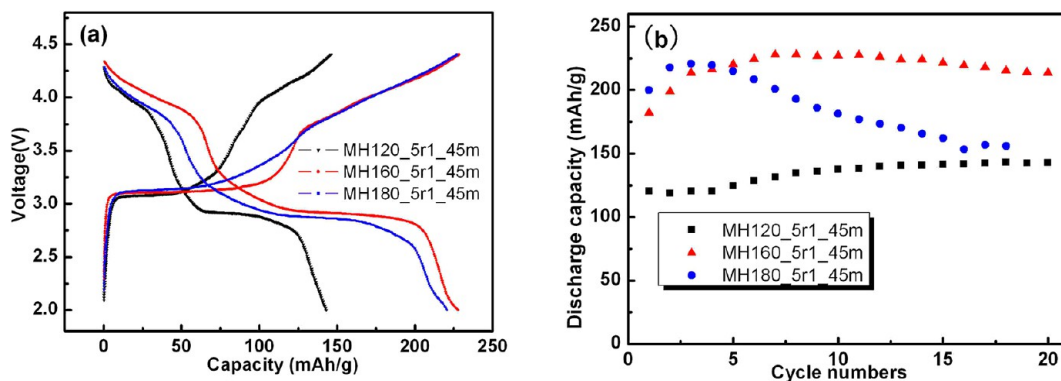 (a)
4.5
4.0
3.5
3.0
2.5
2.0
Voltage(V)
MH120_5r1_45m
MH160_5r1_45m
MH180_5r1_45m
0 50 100 150 200 250
Capacity (mAh/g)
(b)
250
200
150
100
50
0
Discharge capacity (mAh/g)
MH120_5r1_45m
MH160_5r1_45m
MH180_5r1_45m
0 5 10 15 20
Cycle numbers